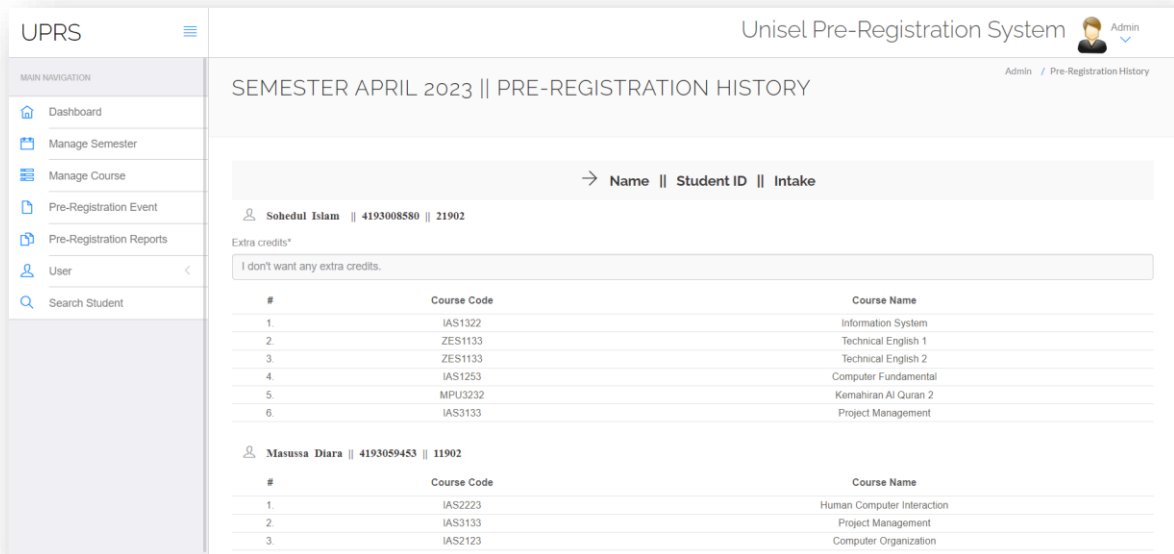 UPRS
Unisel Pre-Registration System
Admin
MAIN NAVIGATION
Dashboard
Manage Semester
Manage Course
Pre-Registration Event
Pre-Registration Reports
User
Search Student
SEMESTER APRIL 2023 || PRE-REGISTRATION HISTORY
Admin / Pre-Registration History
Name || Student ID || Intake
Sohedul Islam || 4193008580 || 21902
Extra credits*
I don't want any extra credits.
# Course Code Course Name
1. IAS1322 Information System
2. ZES1133 Technical English 1
3. ZES1133 Technical English 2
4. IAS1253 Computer Fundamental
5. MPU3232 Kemahiran Al Quran 2
6. IAS3133 Project Management
Masussa Diara || 4193059453 || 11902
# Course Code Course Name
1. IAS2223 Human Computer Interaction
2. IAS3133 Project Management
3. IAS2123 Computer Organization